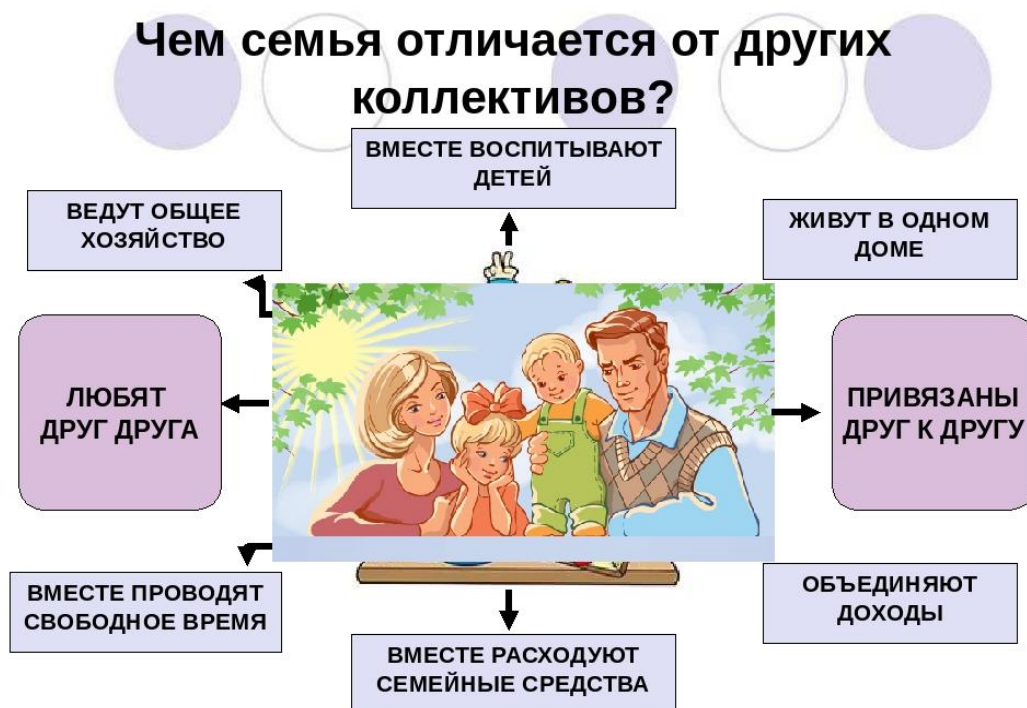 Чем семья отличается от других
коллективов?
ВМЕСТЕ ВОСПИТЫВАЮТ
ДЕТЕЙ
ВЕДУТ ОБЩЕЕ
ХОЗЯЙСТВО
ЖИВУТ В ОДНОМ
ДОМЕ
ЛЮБЯТ
ДРУГ ДРУГА
ПРИВЯЗАНЫ
ДРУГ К ДРУГУ
ВМЕСТЕ ПРОВОДЯТ
СВОБОДНОЕ ВРЕМЯ
ОБЪЕДИНЯЮТ
ДОХОДЫ
ВМЕСТЕ РАСХОДУЮТ
СЕМЕЙНЫЕ СРЕДСТВА